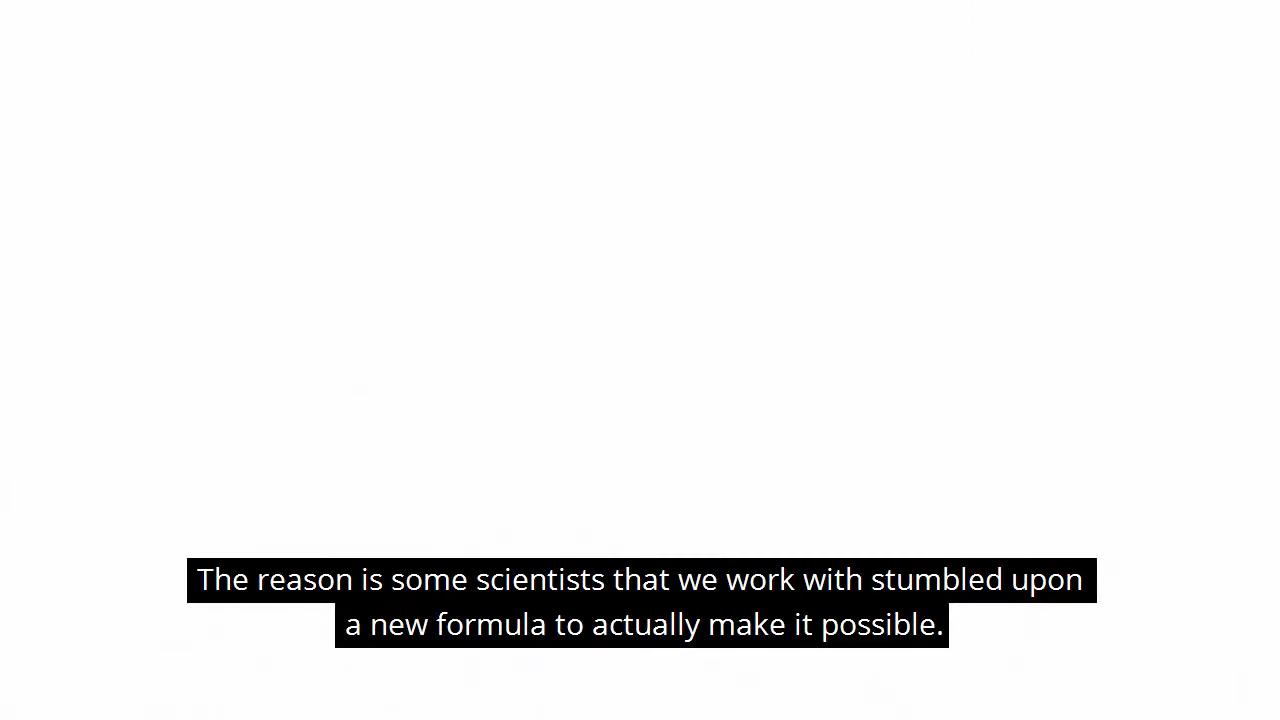 The reason is some scientists that we work with stumbled upon
a new formula to actually make it possible.